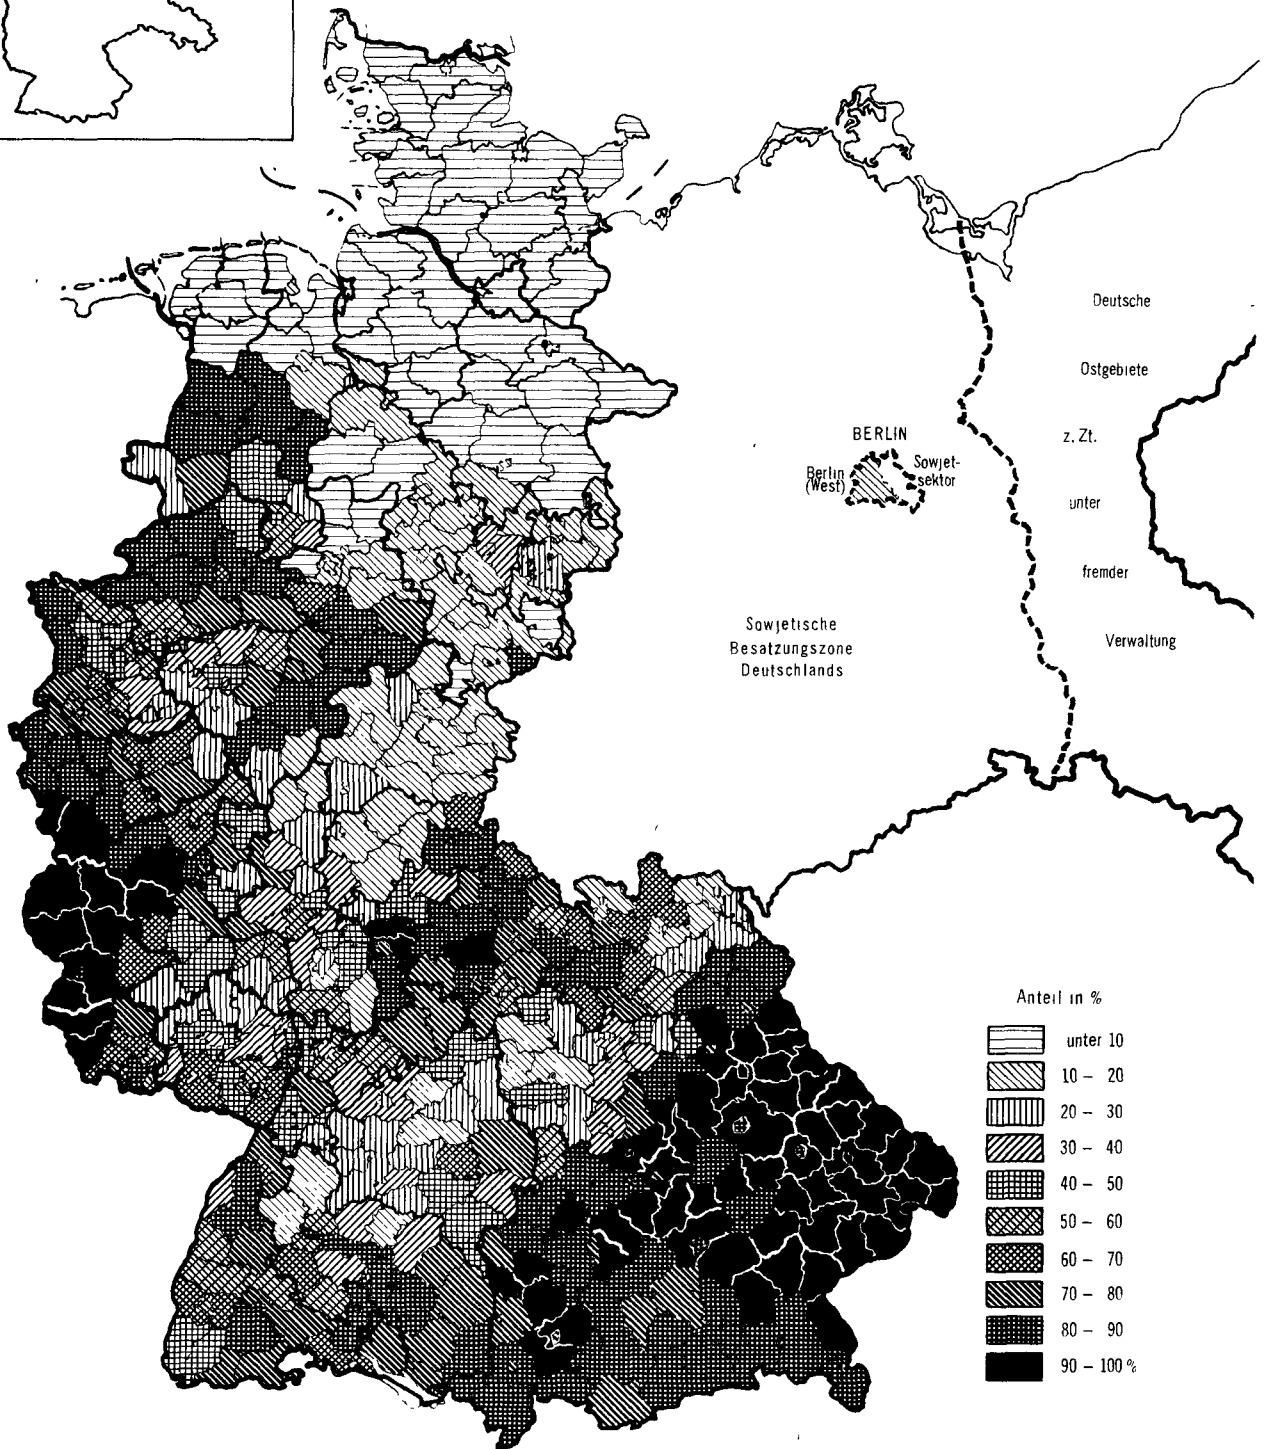 Deutsche
Ostgebiete
z. Zt.
unter
fremder
Verwaltung
BERLIN
Berlin
(West)
Sowjet-
sektor
Sowjetische
Besatzungszone
Deutschlands
Anteil in %
unter 10
10 – 20
20 – 30
30 – 40
40 – 50
50 – 60
60 – 70
70 – 80
80 – 90
90 – 100 %